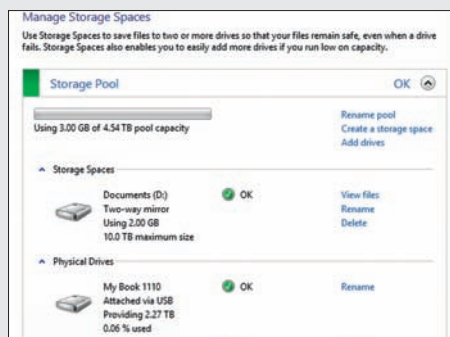 Manage Storage Spaces
Use Storage Spaces to save files to two or more drives so that your files remain safe, even when a drive
fails. Storage Spaces also enables you to easily add more drives if you run low on capacity.
Storage Pool OK
Using 3.00 GB of 4.54 TB pool capacity
Rename pool
Create a storage space
Add drives
Storage Spaces
Documents (D:) OK View files
Two-way mirror Rename
Using 2.00 GB Delete
10.0 TB maximum size
Physical Drives
My Book 1110 OK Rename
Attached via USB
Providing 2.27 TB
0.06 % used